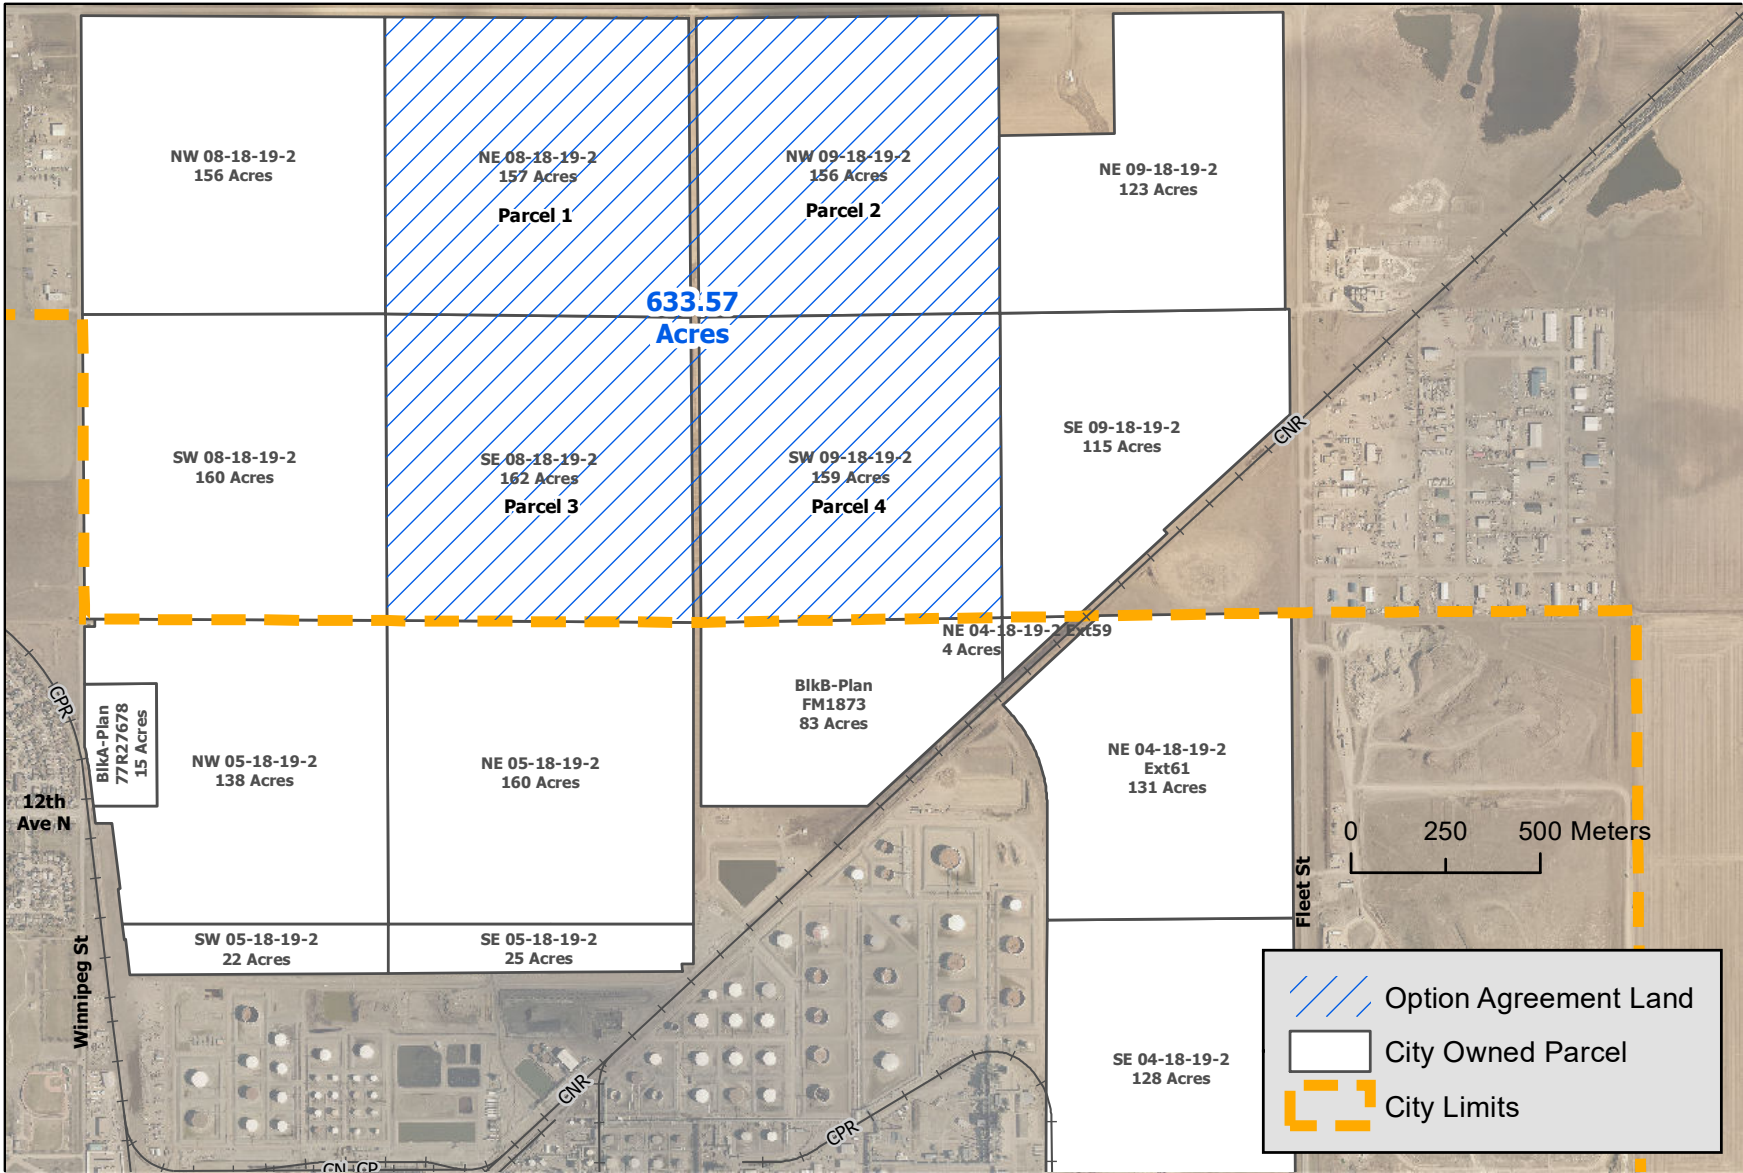 NW 08-18-19-2
156 Acres
NE 08-18-19-2
157 Acres
Parcel 1
NW 09-18-19-2
156 Acres
Parcel 2
NE 09-18-19-2
123 Acres
633.57
Acres
SW 08-18-19-2
160 Acres
SE 08-18-19-2
162 Acres
Parcel 3
SW 09-18-19-2
159 Acres
Parcel 4
SE 09-18-19-2
115 Acres
CNR
NE 04-18-19-2 Ext59
4 Acres
CPR
BlkA-Plan
77R27678
15 Acres
NW 05-18-19-2
138 Acres
NE 05-18-19-2
160 Acres
BlkB-Plan
FM1873
83 Acres
NE 04-18-19-2
Ext61
131 Acres
12th
Ave N
0 250 500 Meters
Fleet St
Winnipeg St
SW 05-18-19-2
22 Acres
SE 05-18-19-2
25 Acres
SE 04-18-19-2
128 Acres
CNR
CPR
CN, CP
Option Agreement Land
City Owned Parcel
City Limits